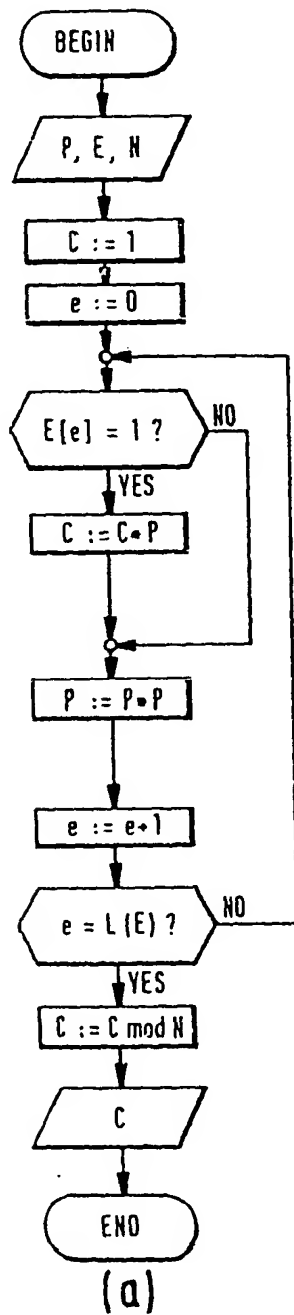 BEGIN
P, E, N
C := 1
e := 0
E[e] = 1 ?
NO
YES
C := C * P
P := P * P
e := e+1
e = L(E) ?
NO
YES
C := C mod N
C
END
(a)